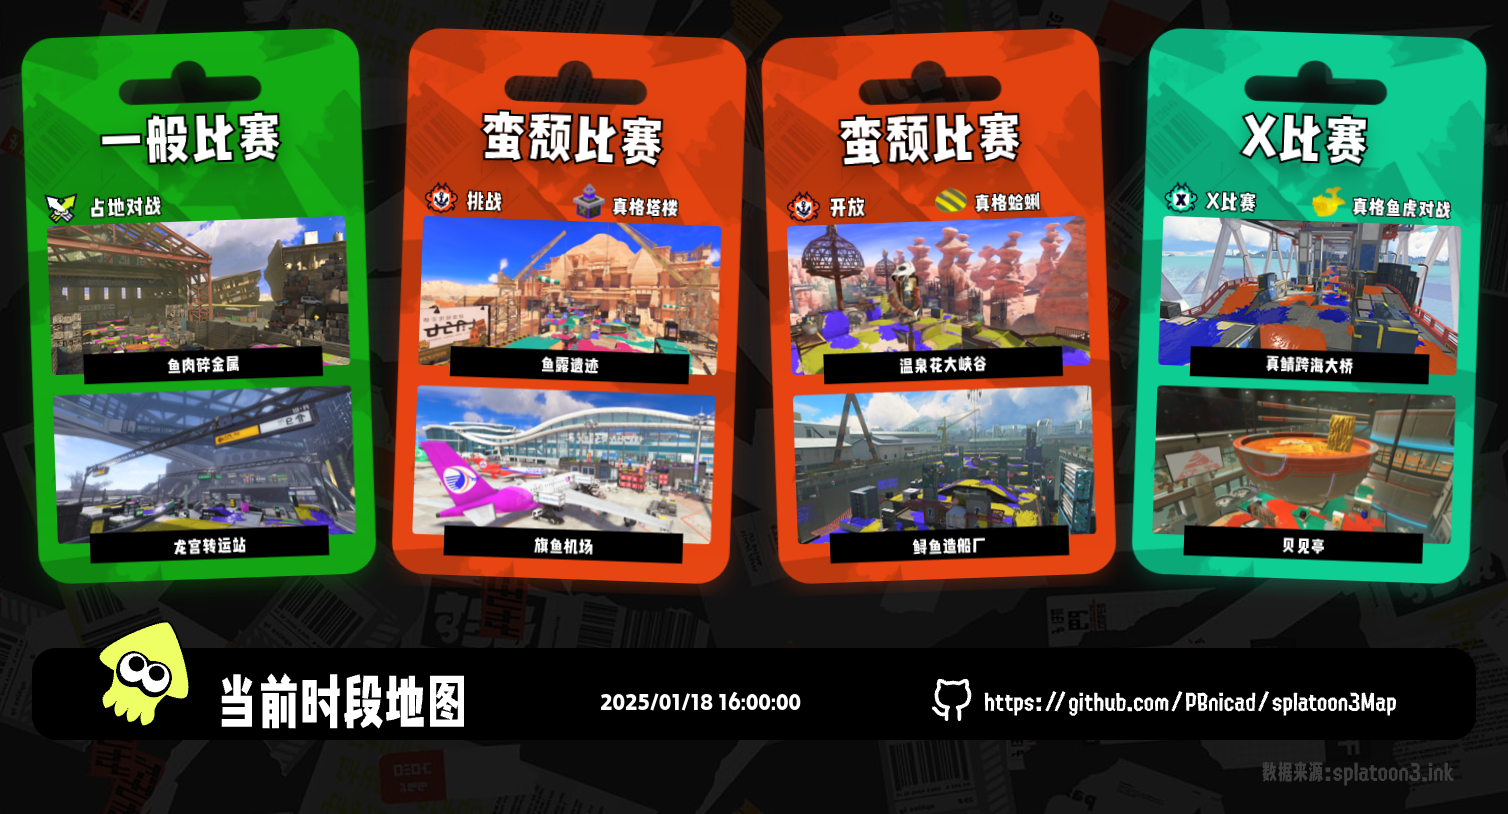 一般比赛
占地对战
鱼肉碎金属
龙宫转运站
蛮颓比赛
挑战
真格塔楼
鱼露遗迹
旗鱼机场
蛮颓比赛
开放
真格蛤蜊
温泉花大峡谷
鲟鱼造船厂
X比赛
X比赛
真格鱼虎对战
真鲭跨海大桥
贝见亭
当前时段地图
2025/01/18 16:00:00
https://github.com/PBnicad/splatoon3Map
数据来源:splatoon3.ink